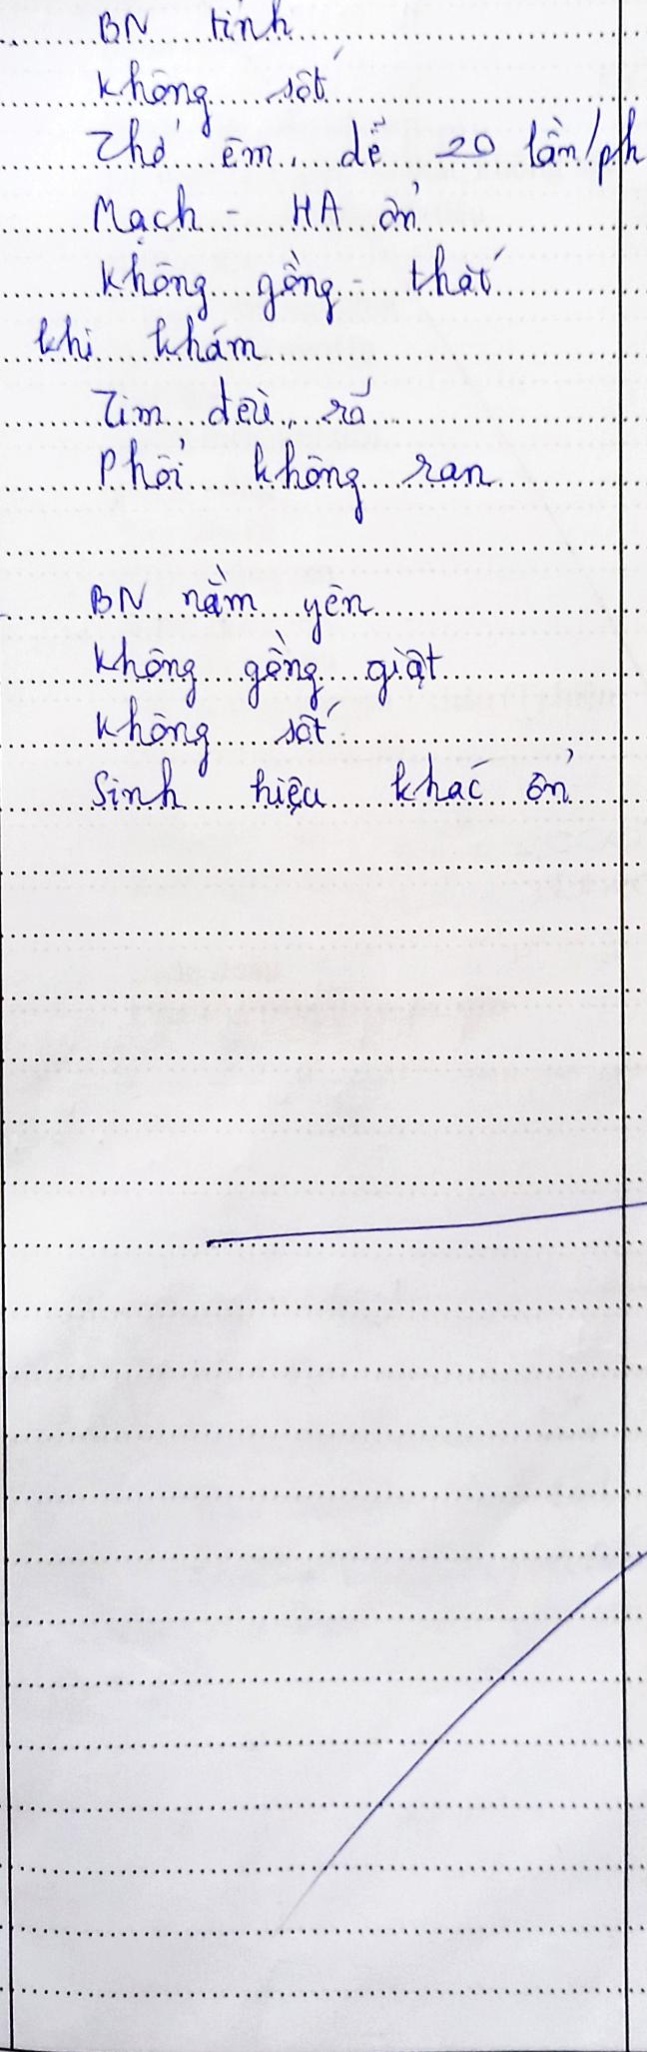 BN tỉnh
Không sốt
Thở êm, dễ 20 lần/ph
Mạch - HA ổn
Không gồng - thắt
khi khám
Tim đều, rõ
Phổi không ran
BN nằm yên
Không gồng giật
Không sốt
Sinh hiệu khác ổn